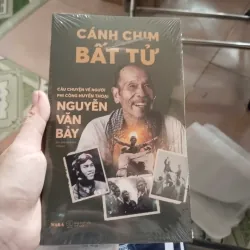 CÁNH CHIM
BẤT TỬ
CÂU CHUYỆN VỀ NGƯỜI
PHI CÔNG HUYỀN THOẠI
NGUYỄN
VĂN
BẢY